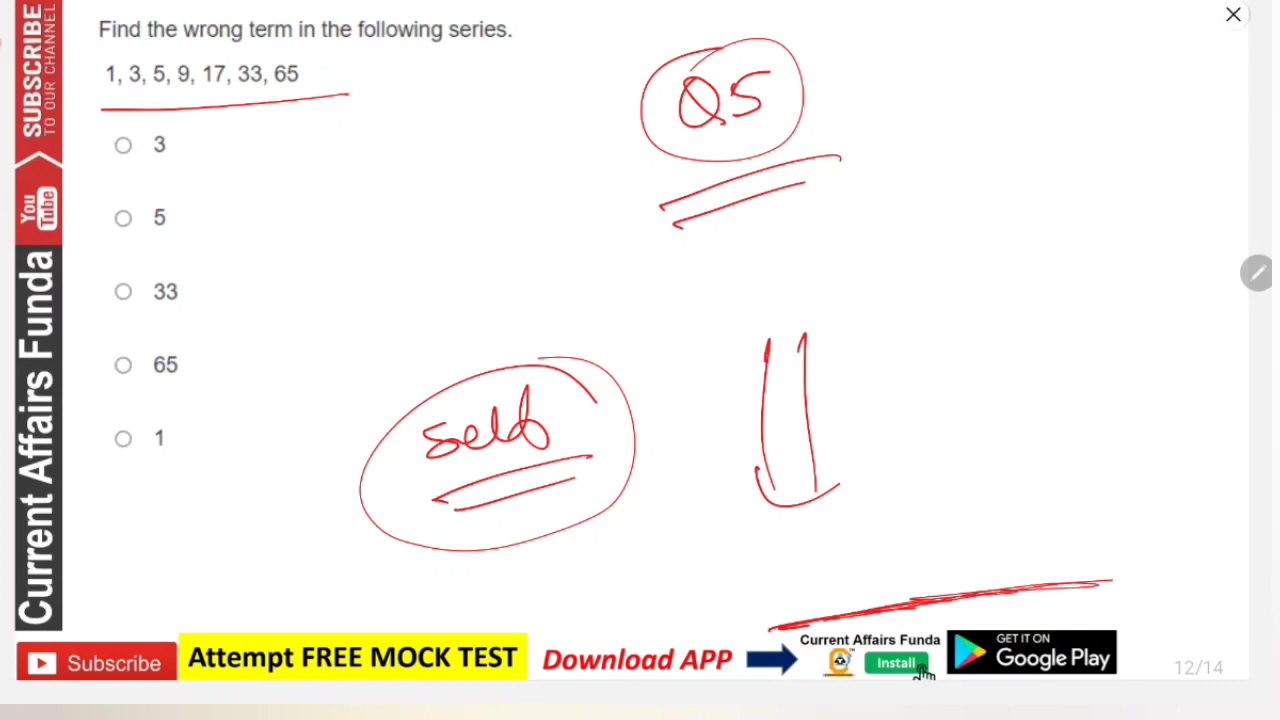 Find the wrong term in the following series.
1, 3, 5, 9, 17, 33, 65
3
5
33
65
1
Q5
self
SUBSCRIBE
TO OUR CHANNEL
You
Tube
Current Affairs Funda
Subscribe
Attempt FREE MOCK TEST
Download APP
Current Affairs Funda
Install
GET IT ON
Google Play
12/14